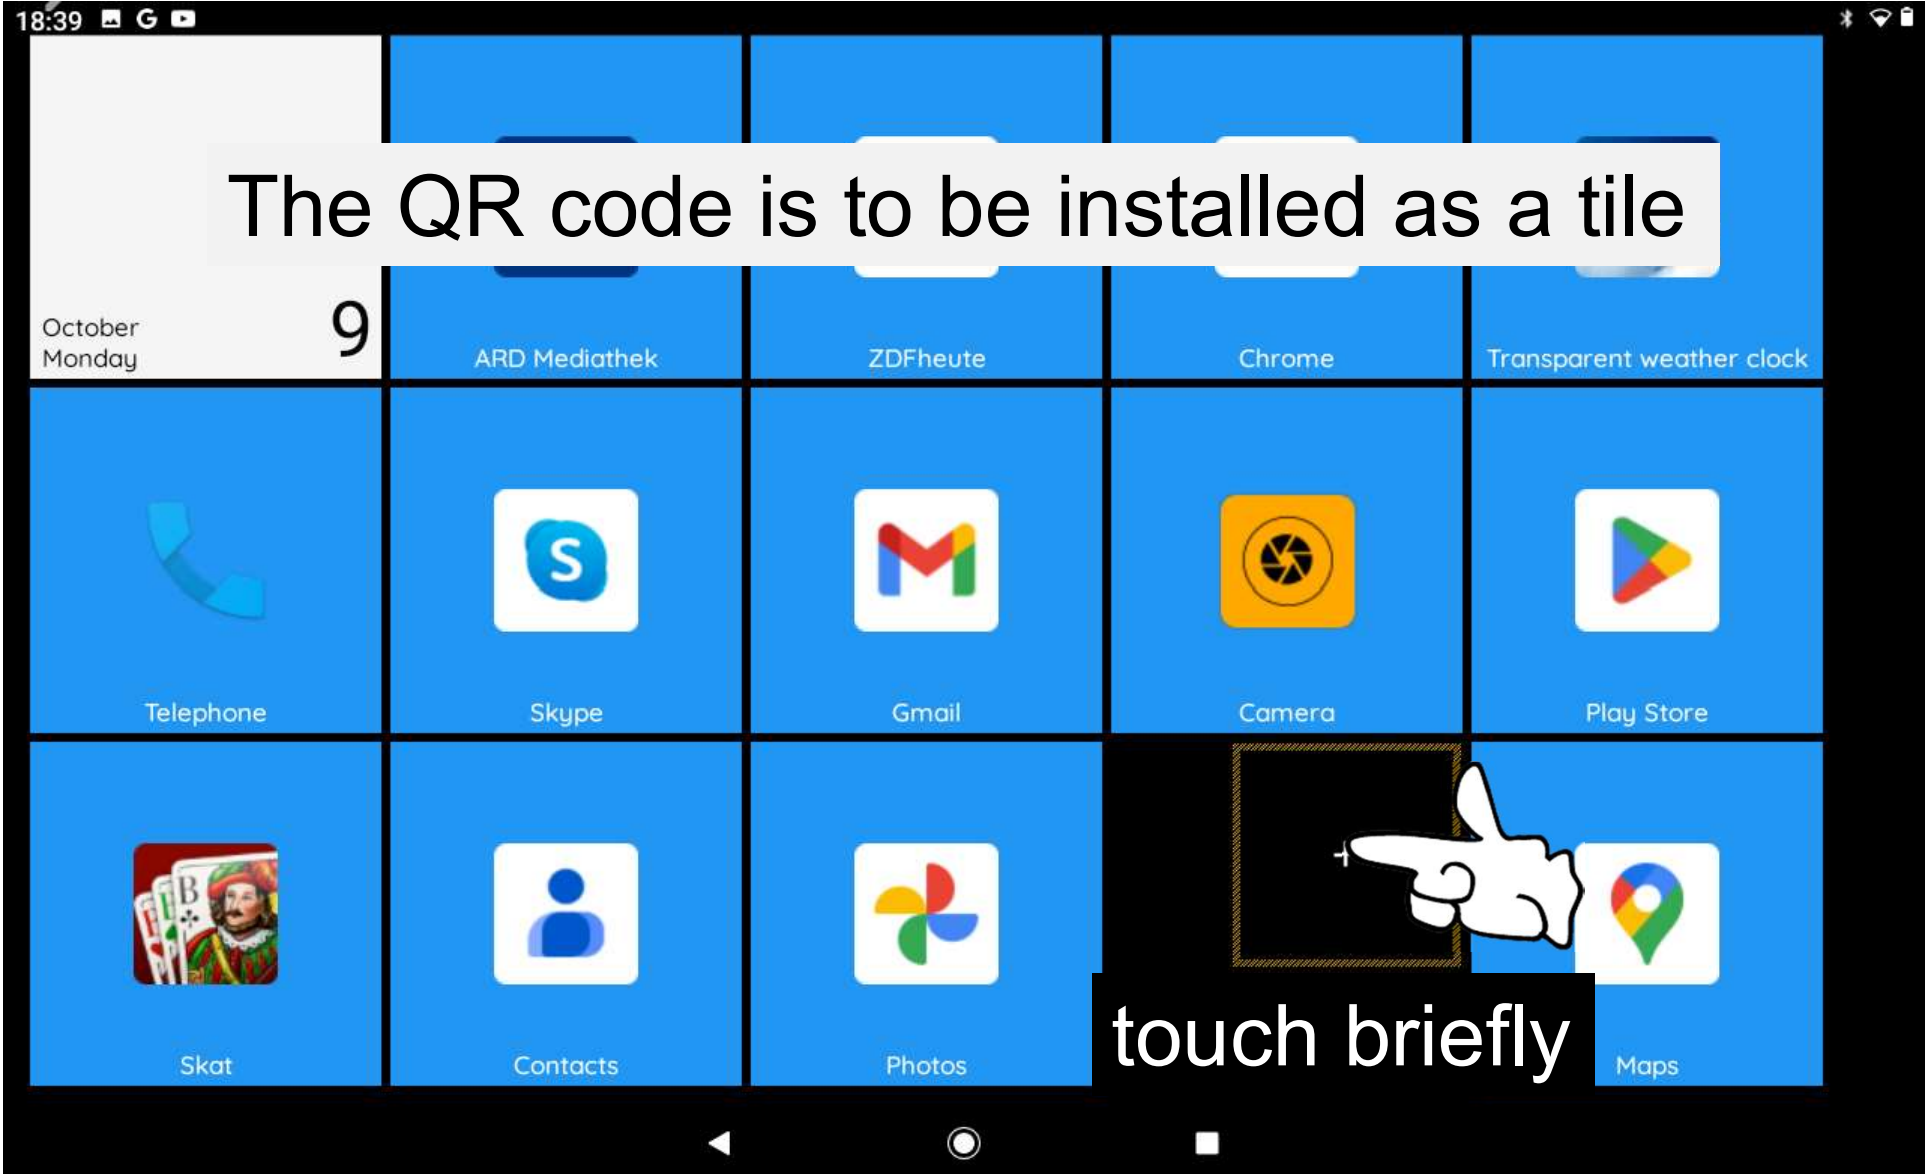 18:39 G
The QR code is to be installed as a tile
October
Monday
9
ARD Mediathek
ZDFheute
Chrome
Transparent weather clock
Telephone
S
Skype
Gmail
Camera
Play Store
B
Skat
Contacts
Photos
touch briefly
Maps